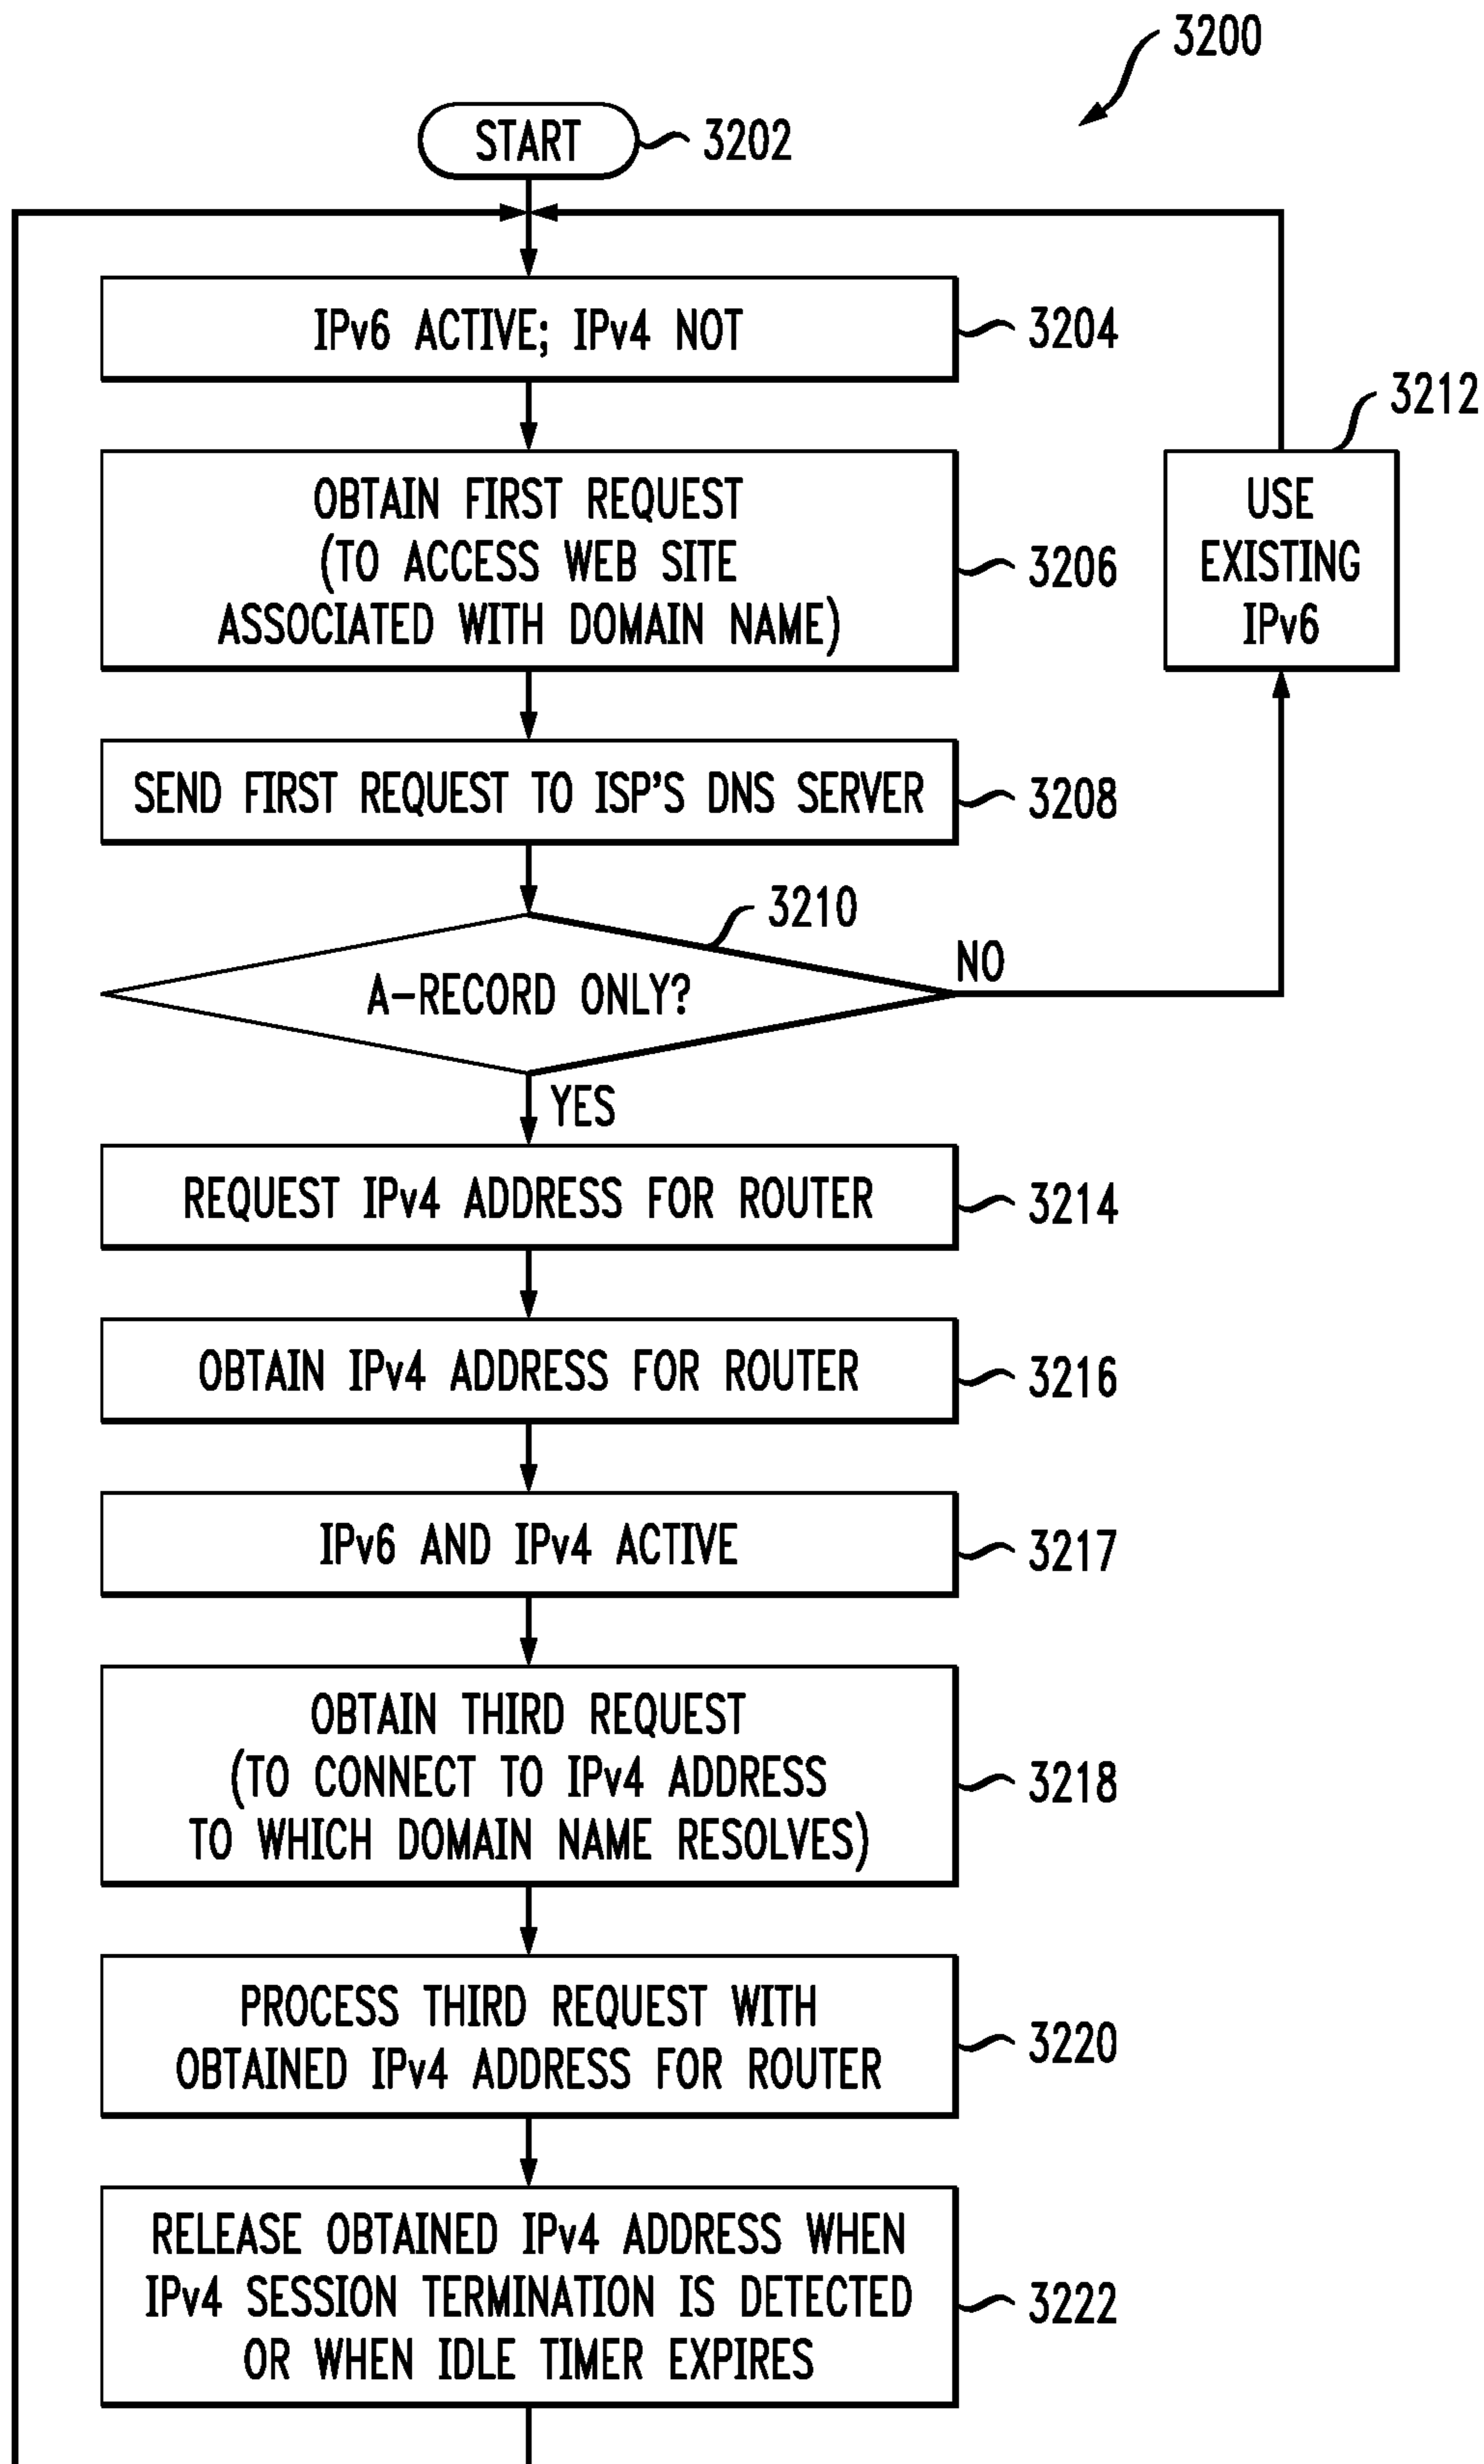 3200
START
3202
IPv6 ACTIVE; IPv4 NOT
3204
3212
OBTAIN FIRST REQUEST
(TO ACCESS WEB SITE
ASSOCIATED WITH DOMAIN NAME)
3206
USE
EXISTING
IPv6
SEND FIRST REQUEST TO ISP'S DNS SERVER
3208
3210
A-RECORD ONLY?
NO
YES
REQUEST IPv4 ADDRESS FOR ROUTER
3214
OBTAIN IPv4 ADDRESS FOR ROUTER
3216
IPv6 AND IPv4 ACTIVE
3217
OBTAIN THIRD REQUEST
(TO CONNECT TO IPv4 ADDRESS
TO WHICH DOMAIN NAME RESOLVES)
3218
PROCESS THIRD REQUEST WITH
OBTAINED IPv4 ADDRESS FOR ROUTER
3220
RELEASE OBTAINED IPv4 ADDRESS WHEN
IPv4 SESSION TERMINATION IS DETECTED
OR WHEN IDLE TIMER EXPIRES
3222